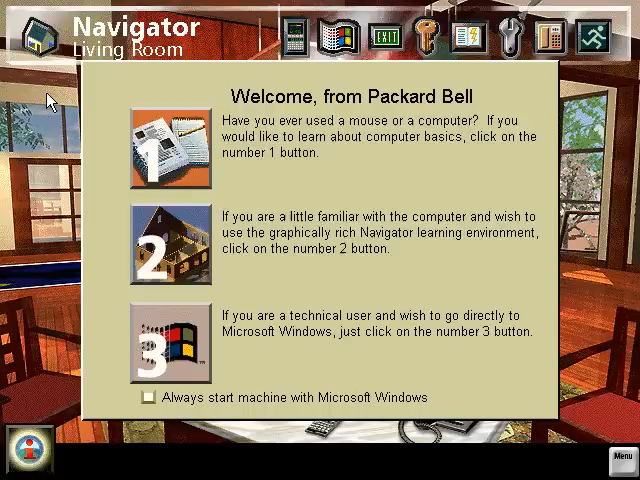 Navigator
Living Room
EXIT
Welcome, from Packard Bell
Have you ever used a mouse or a computer? If you
would like to learn about computer basics, click on the
number 1 button.
1
If you are a little familiar with the computer and wish to
use the graphically rich Navigator learning environment,
click on the number 2 button.
2
If you are a technical user and wish to go directly to
Microsoft Windows, just click on the number 3 button.
3
Always start machine with Microsoft Windows
Menu